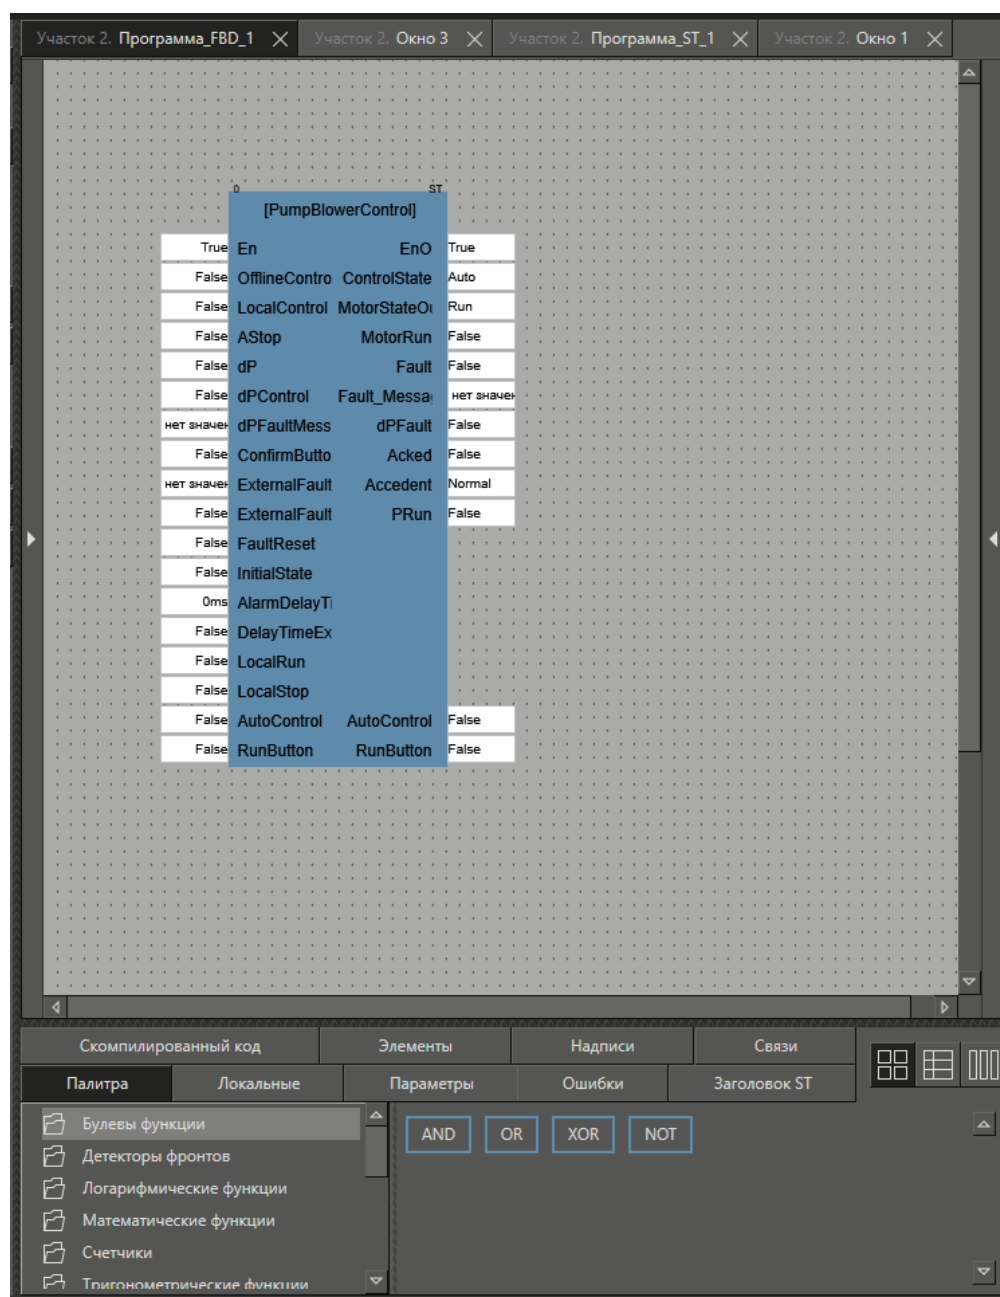 Участок 2. Программа_FBD_1 Участок 2. Окно 3 Участок 2. Программа_ST_1 Участок 2. Окно 1
0 ST
[PumpBlowerControl]
True En EnO True
False OfflineContro ControlState Auto
False LocalControl MotorStateOu Run
False AStop MotorRun False
False dP Fault False
False dPControl Fault_Messa нет значен
нет значен dPFaultMess dPFault False
False ConfirmButto Acked False
нет значен ExternalFault Accedent Normal
False ExternalFault PRun False
False FaultReset
False InitialState
0ms AlarmDelayTi
False DelayTimeEx
False LocalRun
False LocalStop
False AutoControl AutoControl False
False RunButton RunButton False
Скомпилированный код Элементы Надписи Связи
Палитра Локальные Параметры Ошибки Заголовок ST
Булевы функции AND OR XOR NOT
Детекторы фронтов
Логарифмические функции
Математические функции
Счетчики
Тригонометрические функции